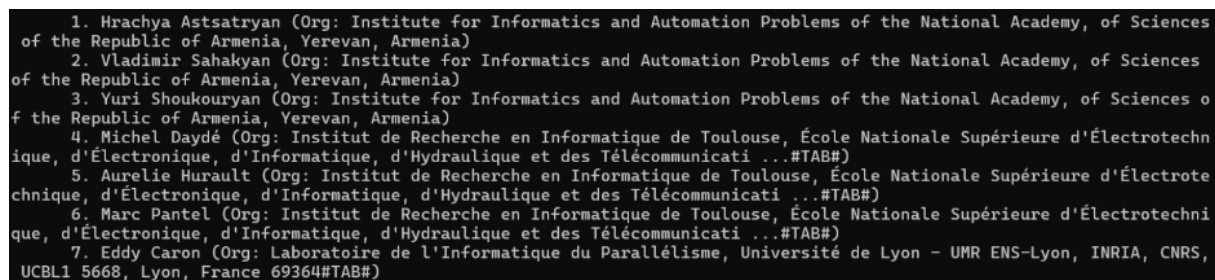 1. Hrachya Astsatryan (Org: Institute for Informatics and Automation Problems of the National Academy, of Sciences
of the Republic of Armenia, Yerevan, Armenia)
2. Vladimir Sahakyan (Org: Institute for Informatics and Automation Problems of the National Academy, of Sciences
of the Republic of Armenia, Yerevan, Armenia)
3. Yuri Shoukouryan (Org: Institute for Informatics and Automation Problems of the National Academy, of Sciences o
f the Republic of Armenia, Yerevan, Armenia)
4. Michel Daydé (Org: Institut de Recherche en Informatique de Toulouse, École Nationale Supérieure d'Électrotechn
ique, d'Électronique, d'Informatique, d'Hydraulique et des Télécommunicati ...#TAB#)
5. Aurelie Hurault (Org: Institut de Recherche en Informatique de Toulouse, École Nationale Supérieure d'Électrote
chnique, d'Électronique, d'Informatique, d'Hydraulique et des Télécommunicati ...#TAB#)
6. Marc Pantel (Org: Institut de Recherche en Informatique de Toulouse, École Nationale Supérieure d'Électrotechni
que, d'Électronique, d'Informatique, d'Hydraulique et des Télécommunicati ...#TAB#)
7. Eddy Caron (Org: Laboratoire de l'Informatique du Parallélisme, Université de Lyon – UMR ENS–Lyon, INRIA, CNRS,
UCBL1 5668, Lyon, France 69364#TAB#)